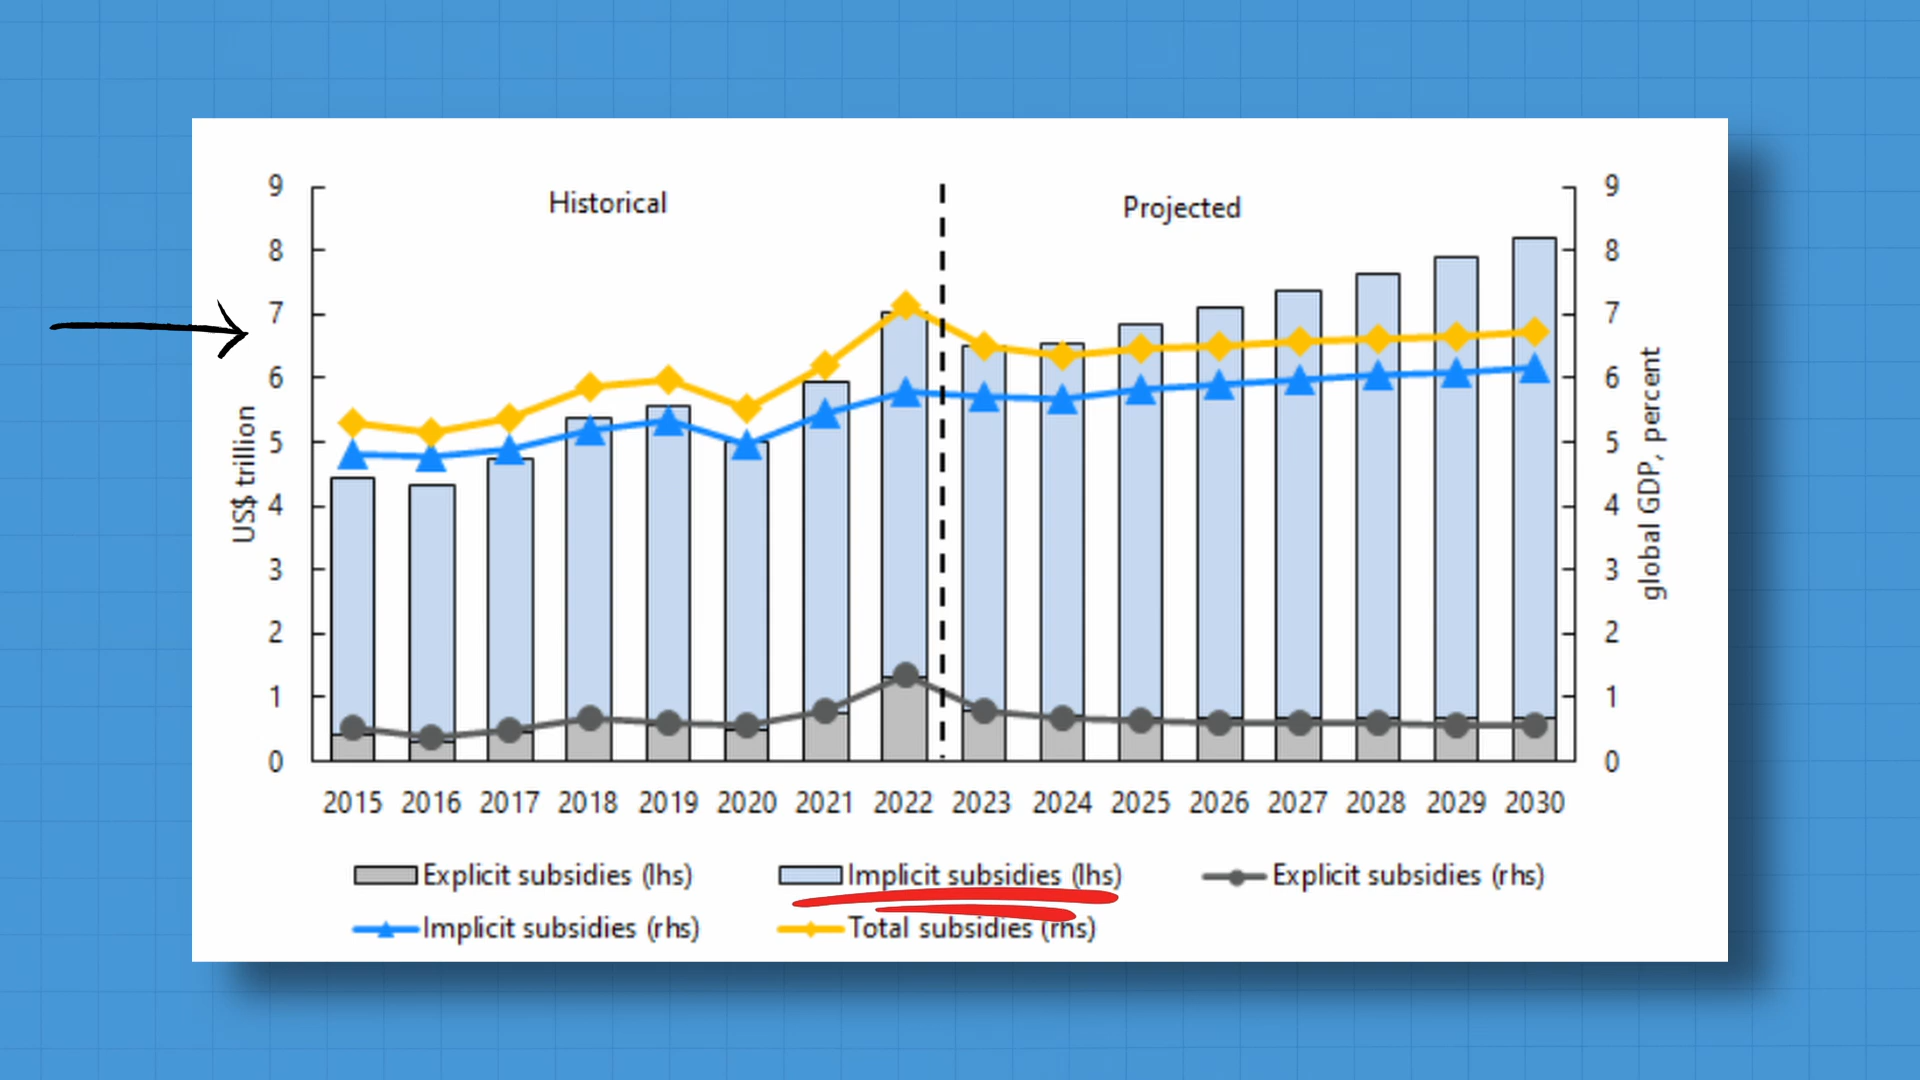 Historical
Projected
9
8
7
6
5
4
3
2
1
0
US$ trillion
9
8
7
6
5
4
3
2
1
0
global GDP, percent
2015 2016 2017 2018 2019 2020 2021 2022 2023 2024 2025 2026 2027 2028 2029 2030
Explicit subsidies (lhs) Implicit subsidies (lhs) Explicit subsidies (rhs)
Implicit subsidies (rhs) Total subsidies (rhs)